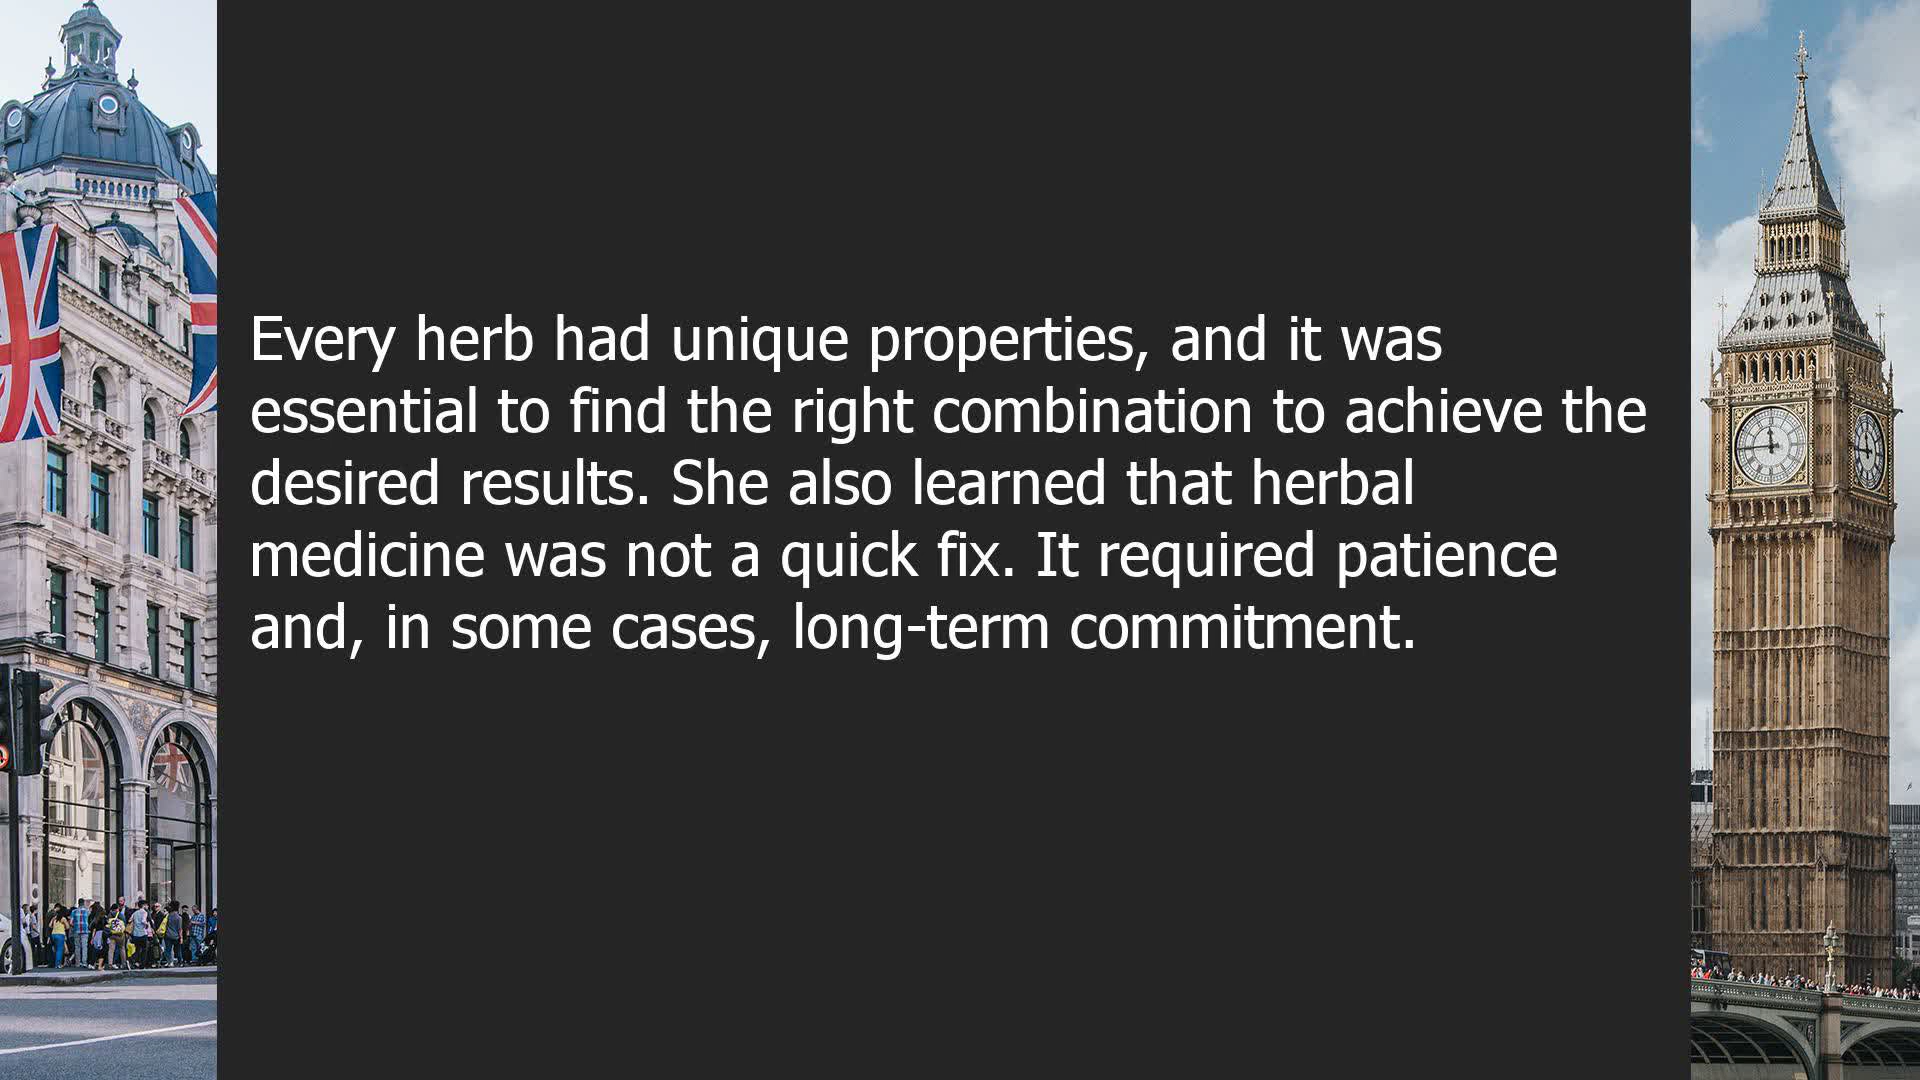 Every herb had unique properties, and it was
essential to find the right combination to achieve the
desired results. She also learned that herbal
medicine was not a quick fix. It required patience
and, in some cases, long-term commitment.